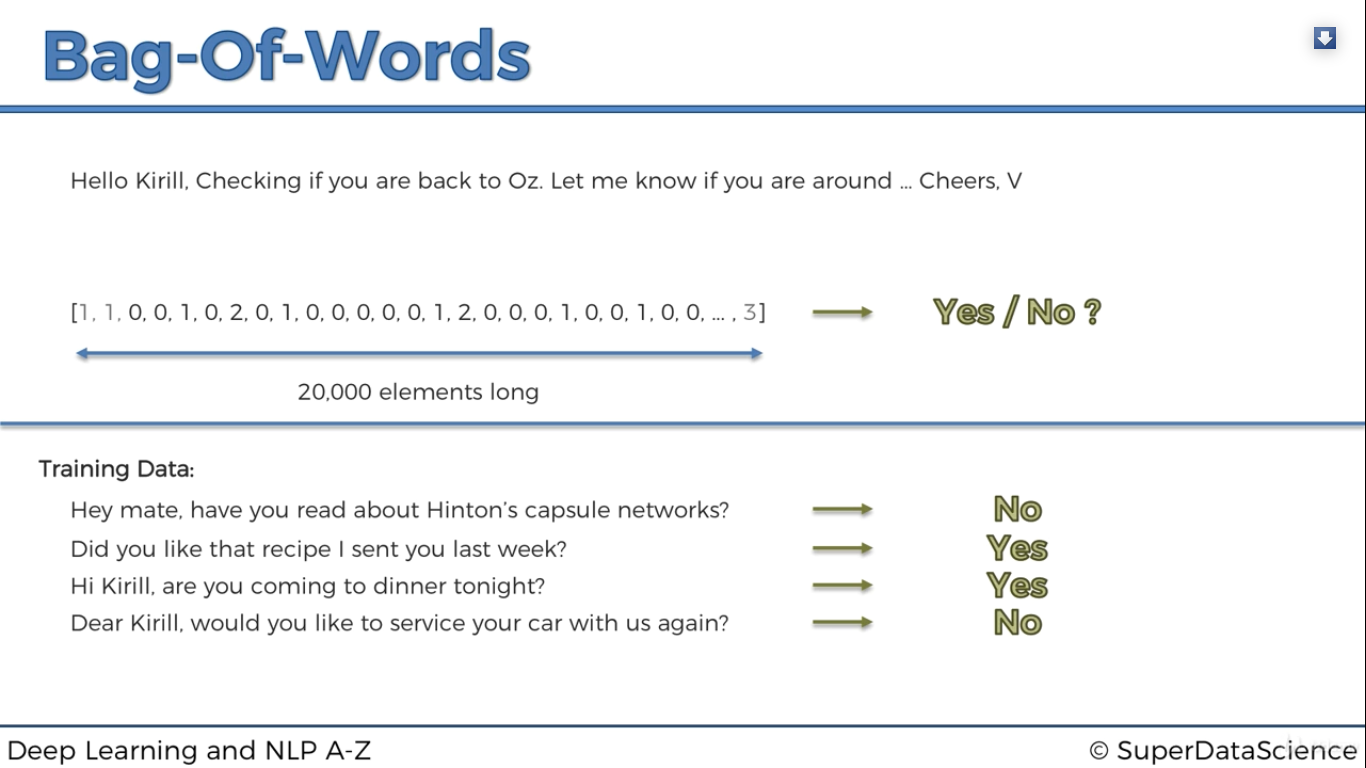 Bag-Of-Words
Hello Kirill, Checking if you are back to Oz. Let me know if you are around ... Cheers, V
[1, 1, 0, 0, 1, 0, 2, 0, 1, 0, 0, 0, 0, 0, 1, 2, 0, 0, 0, 1, 0, 0, 1, 0, 0, ... , 3]
Yes / No ?
20,000 elements long
Training Data:
Hey mate, have you read about Hinton's capsule networks? No
Did you like that recipe I sent you last week? Yes
Hi Kirill, are you coming to dinner tonight? Yes
Dear Kirill, would you like to service your car with us again? No
Deep Learning and NLP A-Z
© SuperDataScience